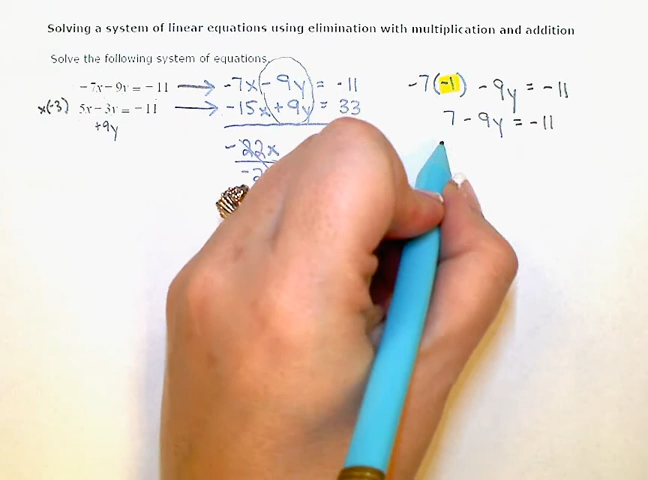 Solving a system of linear equations using elimination with multiplication and addition
Solve the following system of equations.
-7x-9y = -11 → -7x - 9y = -11
x(-3) 5x-3y = -11 → -15x + 9y = 33
+9y
-22x
-2
-7(-1) - 9y = -11
7 - 9y = -11